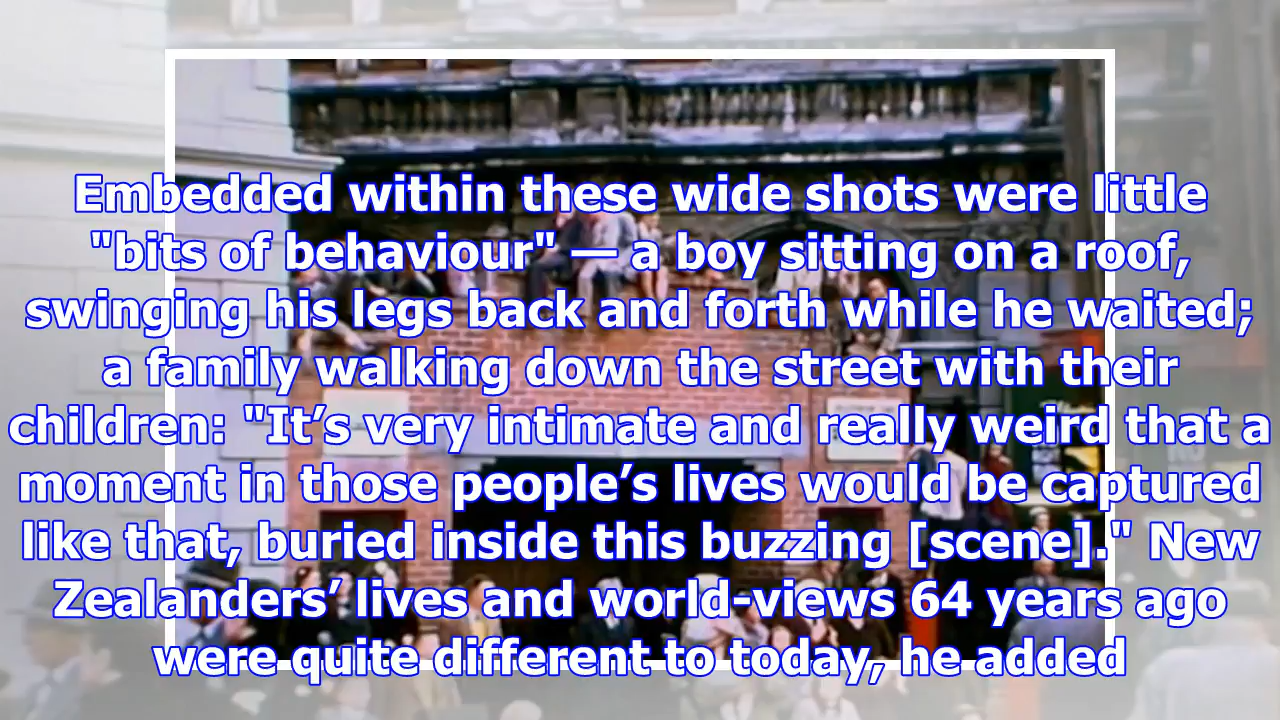 Embedded within these wide shots were little
"bits of behaviour" — a boy sitting on a roof,
swinging his legs back and forth while he waited;
a family walking down the street with their
children: "It’s very intimate and really weird that a
moment in those people’s lives would be captured
like that, buried inside this buzzing [scene]." New
Zealanders’ lives and world-views 64 years ago
were quite different to today, he added